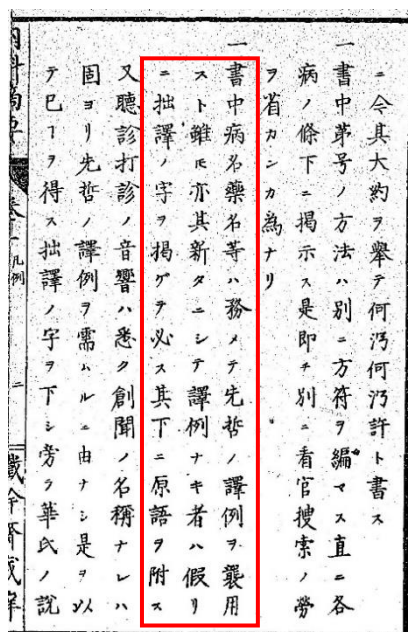 ニ今其大約ヲ擧テ何沔何沔許ト書ス
一書中第号ノ方法ハ別ニ方符ヲ編マス直ニ各
病ノ條下ニ掲示ス是即チ別ニ看官搜索ノ勞
ヲ省カンカ為ナリ
一書中病名藥名等ハ務メテ先哲ノ譯例ヲ襲用
スト雖𪜈亦其新タニシテ譯例ナキ者ハ假リ
ニ拙譯ノ字ヲ掲ゲテ必ス其下ニ原語ヲ附ス
又聽診打診ノ音響ハ悉ク創聞ノ名稱ナレハ
固ヨリ先哲ノ譯例ヲ需ムルニ由ナシ是ヲ以
テ已ヿヲ得ス拙譯ノ字ヲ下シ旁ラ華氏ノ說
凡例
二